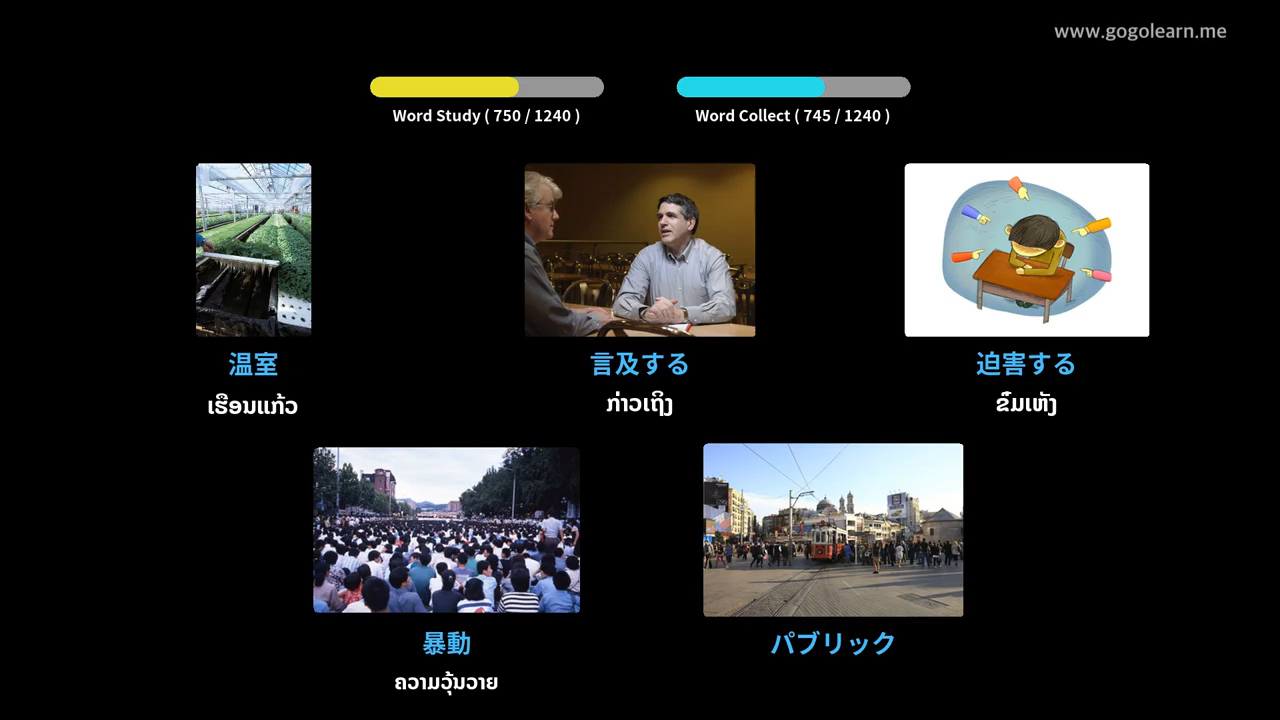 www.gogolearn.me
Word Study ( 750 / 1240 )
Word Collect ( 745 / 1240 )
温室
ເຮືອນແກ້ວ
言及する
ກ່າວເຖິງ
迫害する
ຂົ່ມເຫັງ
暴動
ຄວາມວຸ້ນວາຍ
パブリック